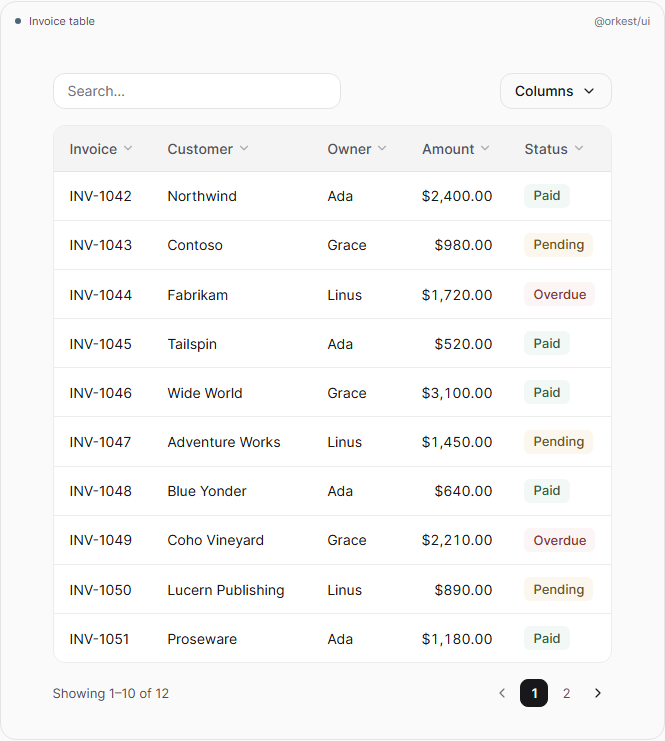 Invoice table @orkest/ui
Search... Columns
Invoice Customer Owner Amount Status
INV-1042 Northwind Ada $2,400.00 Paid
INV-1043 Contoso Grace $980.00 Pending
INV-1044 Fabrikam Linus $1,720.00 Overdue
INV-1045 Tailspin Ada $520.00 Paid
INV-1046 Wide World Grace $3,100.00 Paid
INV-1047 Adventure Works Linus $1,450.00 Pending
INV-1048 Blue Yonder Ada $640.00 Paid
INV-1049 Coho Vineyard Grace $2,210.00 Overdue
INV-1050 Lucern Publishing Linus $890.00 Pending
INV-1051 Proseware Ada $1,180.00 Paid
Showing 1–10 of 12 1 2